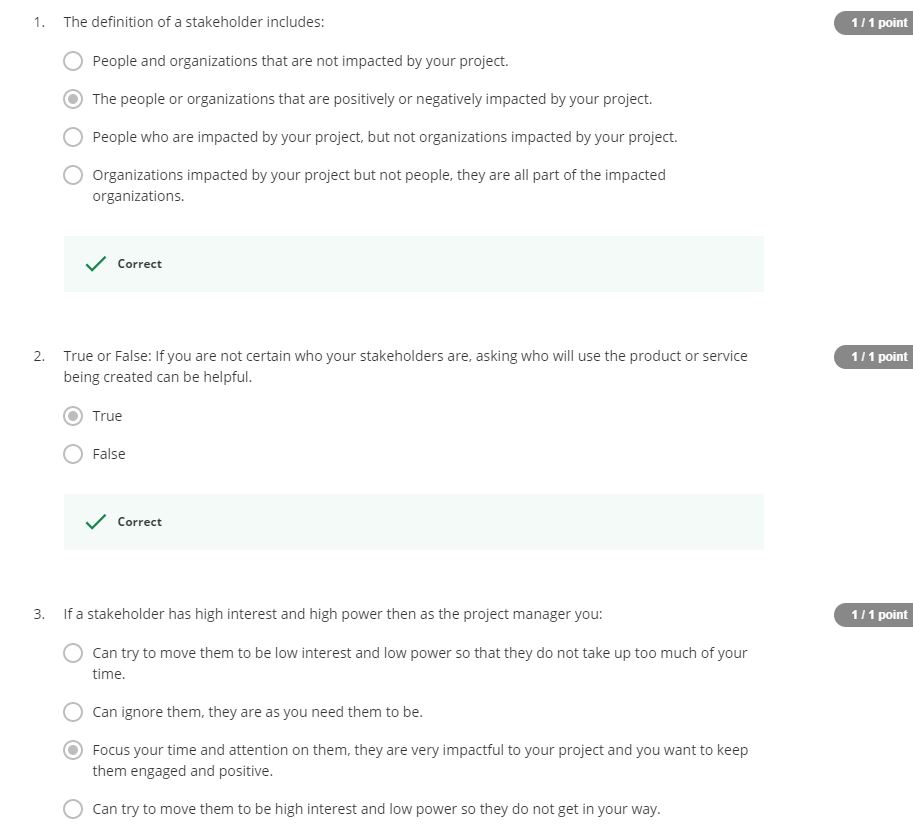 1. The definition of a stakeholder includes: 1 / 1 point
People and organizations that are not impacted by your project.
The people or organizations that are positively or negatively impacted by your project.
People who are impacted by your project, but not organizations impacted by your project.
Organizations impacted by your project but not people, they are all part of the impacted
organizations.
Correct
2. True or False: If you are not certain who your stakeholders are, asking who will use the product or service 1 / 1 point
being created can be helpful.
True
False
Correct
3. If a stakeholder has high interest and high power then as the project manager you: 1 / 1 point
Can try to move them to be low interest and low power so that they do not take up too much of your
time.
Can ignore them, they are as you need them to be.
Focus your time and attention on them, they are very impactful to your project and you want to keep
them engaged and positive.
Can try to move them to be high interest and low power so they do not get in your way.